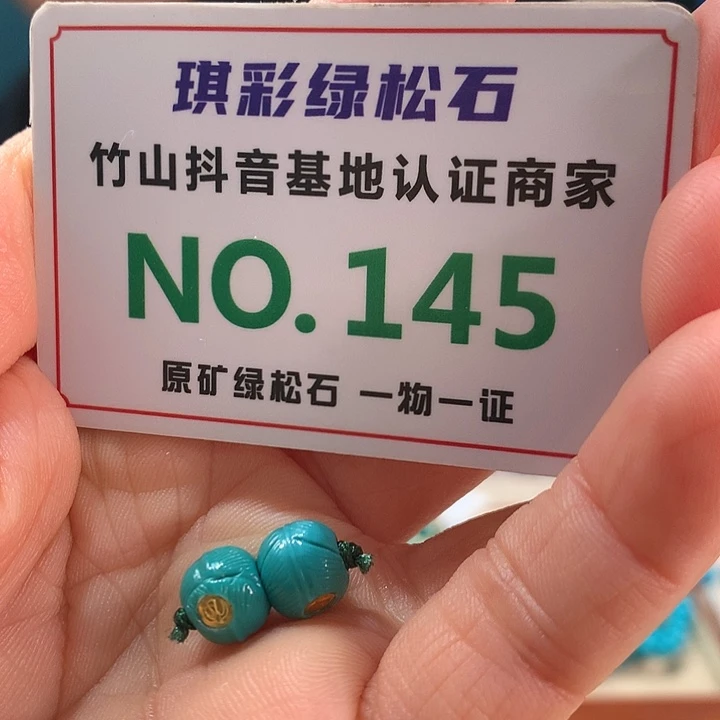 琪彩绿松石
竹山抖音基地认证商家
NO.145
原矿绿松石 一物一证